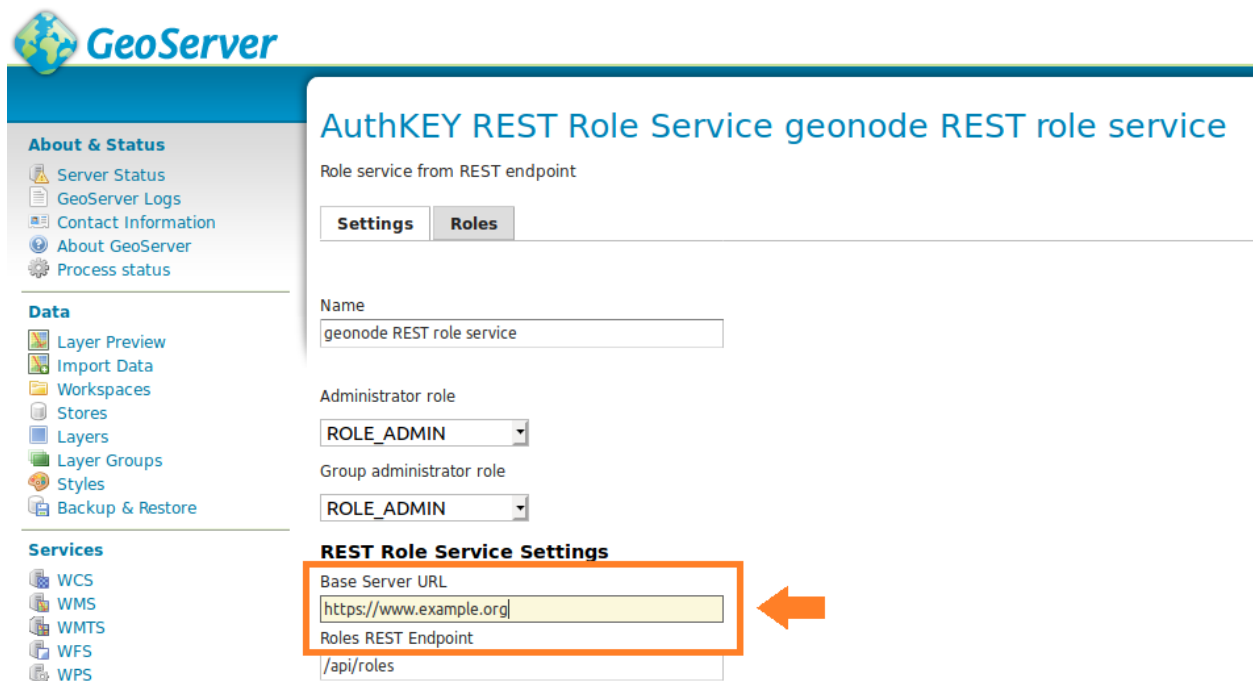 GeoServer
About & Status
Server Status
GeoServer Logs
Contact Information
About GeoServer
Process status
Data
Layer Preview
Import Data
Workspaces
Stores
Layers
Layer Groups
Styles
Backup & Restore
Services
WCS
WMS
WMTS
WFS
WPS
AuthKEY REST Role Service geonode REST role service
Role service from REST endpoint
Settings Roles
Name
geonode REST role service
Administrator role
ROLE_ADMIN
Group administrator role
ROLE_ADMIN
REST Role Service Settings
Base Server URL
https://www.example.org
Roles REST Endpoint
/api/roles